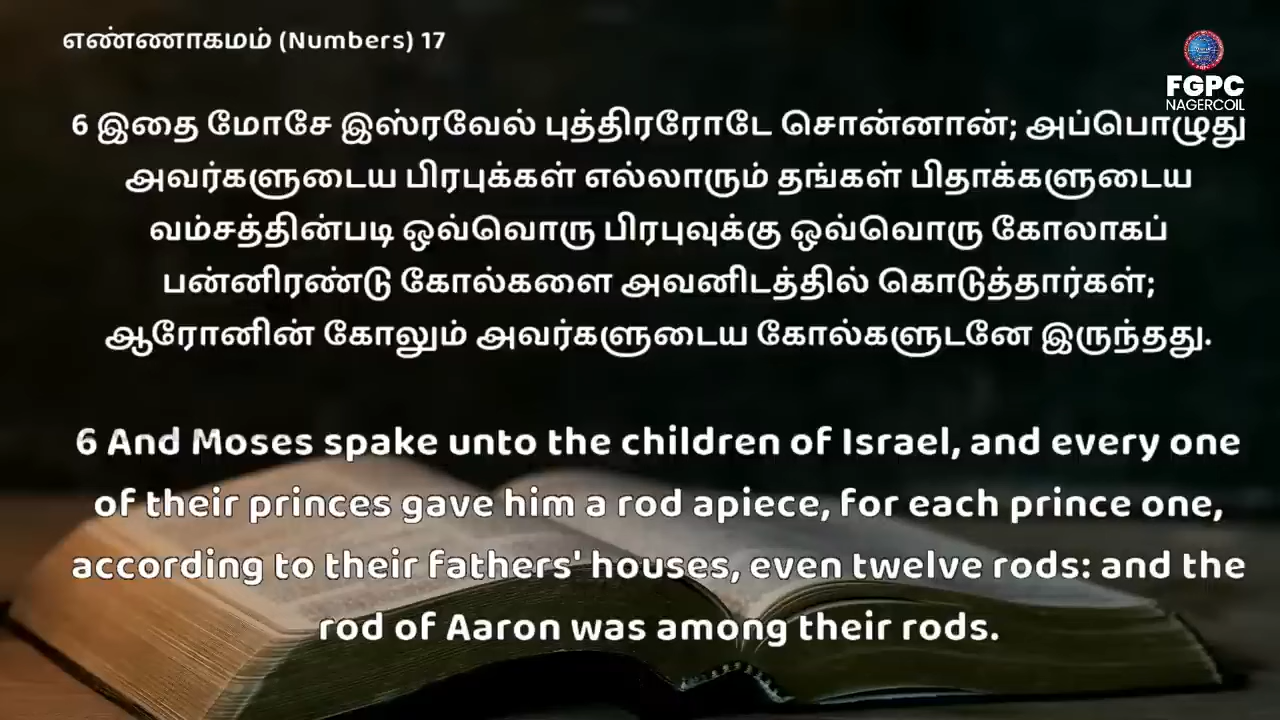 எண்ணாகமம் (Numbers) 17
FGPC
NAGERCOIL
6 இதை மோசே இஸ்ரவேல் புத்திரரோடே சொன்னான்; அப்பொழுது
அவர்களுடைய பிரபுக்கள் எல்லாரும் தங்கள் பிதாக்களுடைய
வம்சத்தின்படி ஒவ்வொரு பிரபுவுக்கு ஒவ்வொரு கோலாகப்
பன்னிரண்டு கோல்களை அவனிடத்தில் கொடுத்தார்கள்;
ஆரோனின் கோலும் அவர்களுடைய கோல்களுடனே இருந்தது.
6 And Moses spake unto the children of Israel, and every one
of their princes gave him a rod apiece, for each prince one,
according to their fathers' houses, even twelve rods: and the
rod of Aaron was among their rods.